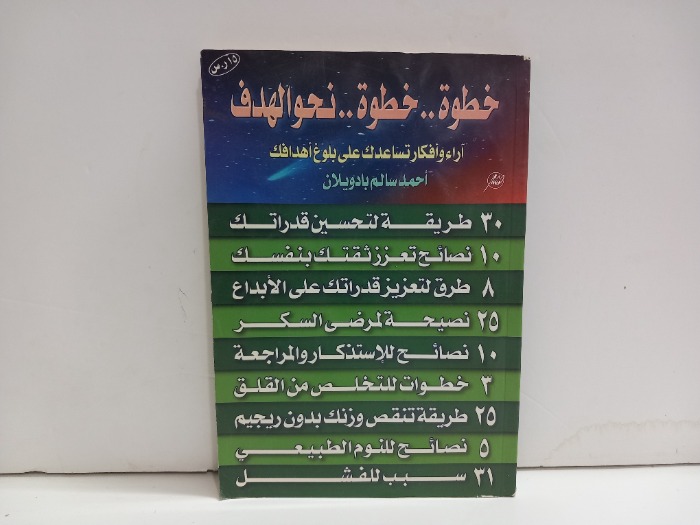 ١٥ ر.س
خطوة .. خطوة .. نحو الهدف
آراء وأفكار تساعدك على بلوغ أهدافك
أحمد سالم بادويلان
٣٠ طريقة لتحسين قدراتك
١٠ نصائح تعزز ثقتك بنفسك
٨ طرق لتعزيز قدراتك على الأبداع
٢٥ نصيحة لمرضى السكر
١٠ نصائح للإستذكار والمراجعة
٣ خطوات للتخلص من القلق
٢٥ طريقة تنقص وزنك بدون ريجيم
٥ نصائح للنوم الطبيعي
٣١ سبب للفشل